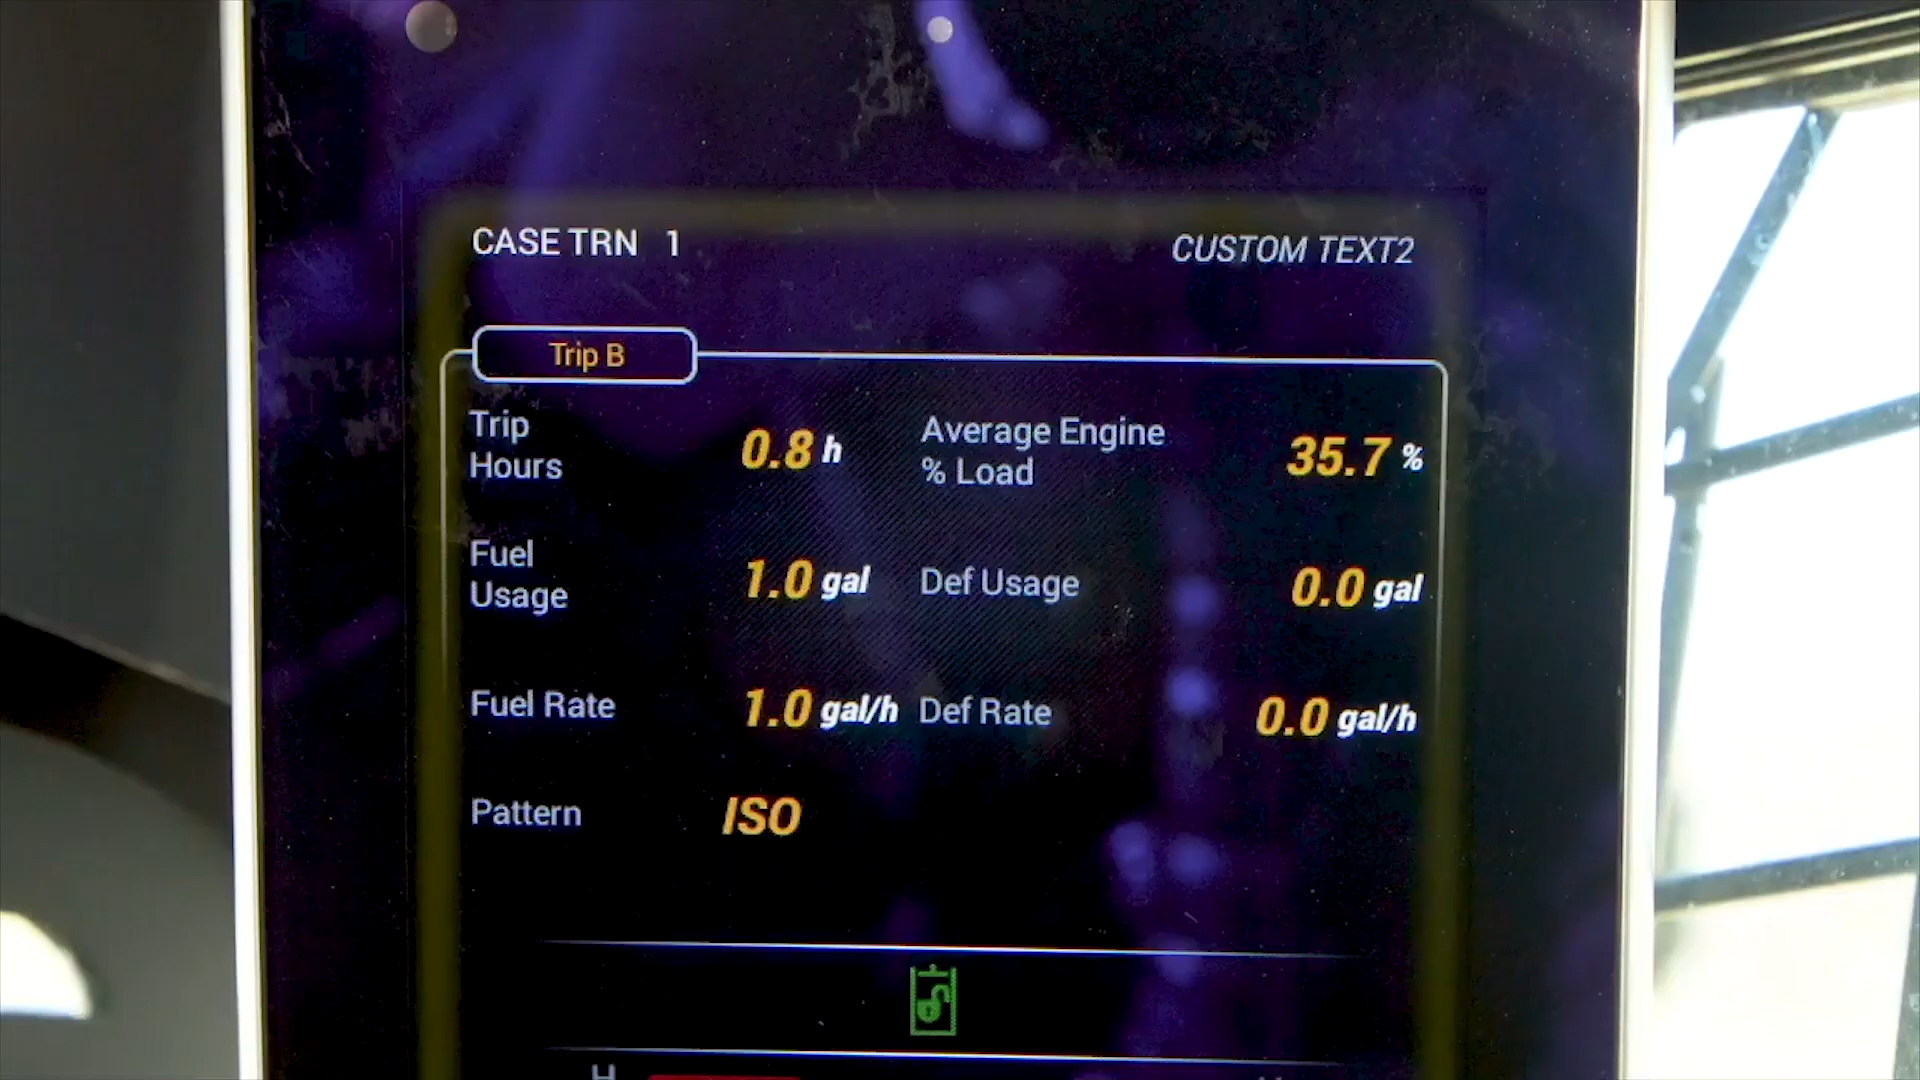 CASE TRN 1
CUSTOM TEXT2
Trip B
Trip
Hours
0.8 h
Average Engine
% Load
35.7 %
Fuel
Usage
1.0 gal
Def Usage
0.0 gal
Fuel Rate
1.0 gal/h
Def Rate
0.0 gal/h
Pattern
ISO
H